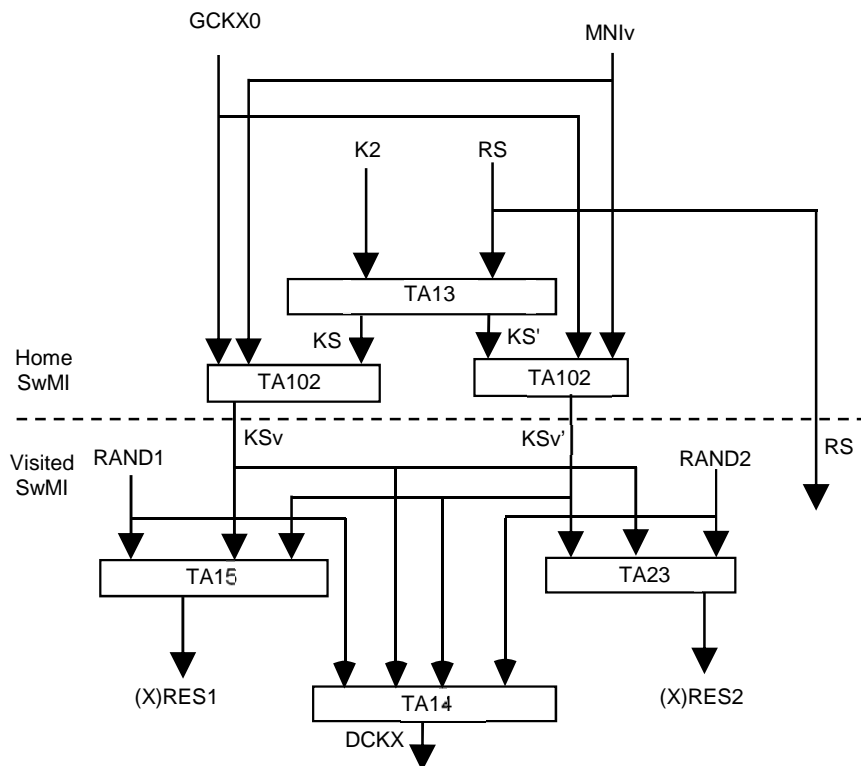 GCKX0
MNIv
K2
RS
TA13
KS
KS'
Home
SwMI
TA102
TA102
KSv
KSv’
Visited
SwMI
RAND1
RAND2
RS
TA15
TA23
(X)RES1
TA14
(X)RES2
DCKX